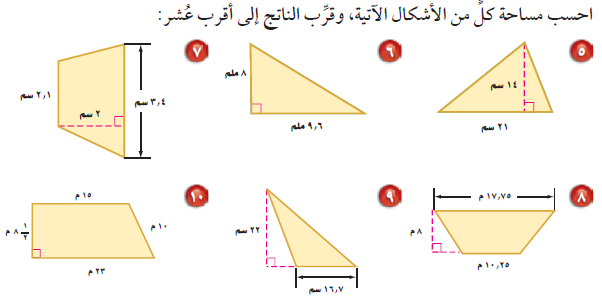 احسب مساحة كلٍّ من الأشكال الآتية، وقرِّب الناتج إلى أقرب عُشر:
٥
١٤ سم
٢١ سم
٦
٨ ملم
٩,٦ ملم
٧
٢,١ سم
٢ سم
٣,٤ سم
٨
١٧,٧٥ م
٨ م
١٠,٢٥ م
٩
٢٢ سم
١٦,٧ سم
١٠
١٥ م
٨ ١/٢ م
١٠ م
٢٣ م